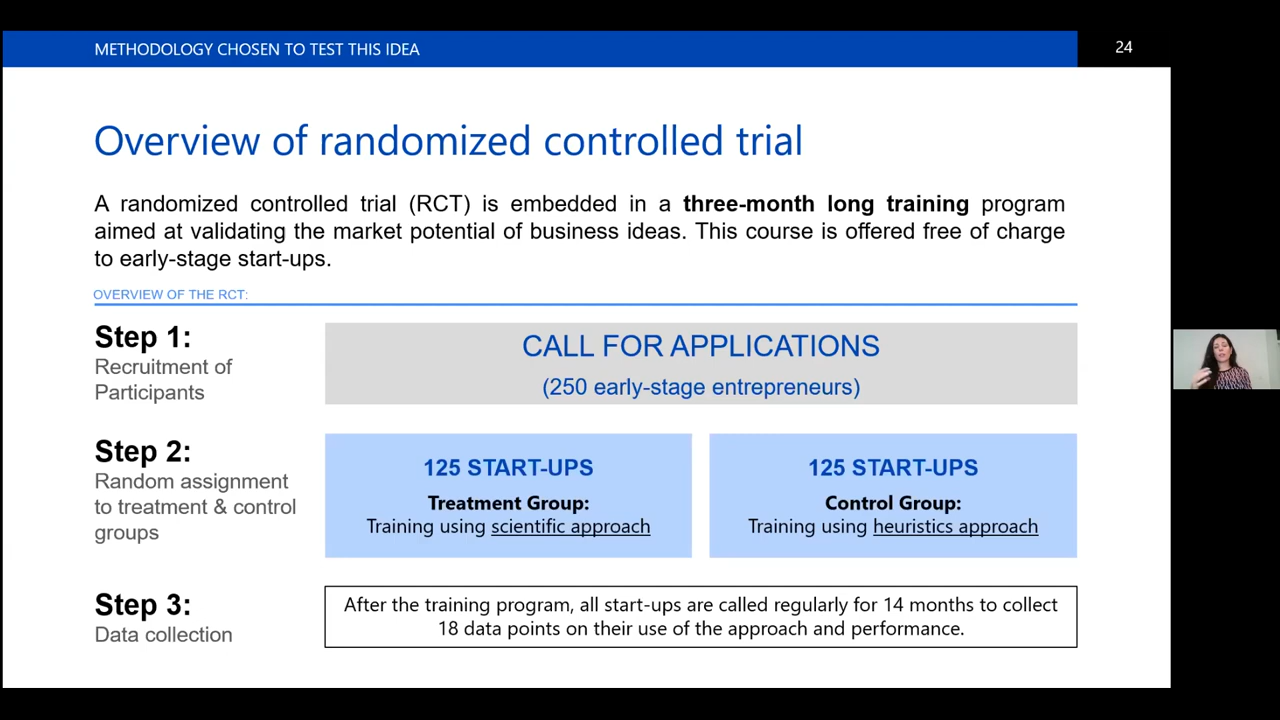 METHODOLOGY CHOSEN TO TEST THIS IDEA
24
Overview of randomized controlled trial
A randomized controlled trial (RCT) is embedded in a three-month long training program
aimed at validating the market potential of business ideas. This course is offered free of charge
to early-stage start-ups.
OVERVIEW OF THE RCT:
Step 1:
Recruitment of
Participants
CALL FOR APPLICATIONS
(250 early-stage entrepreneurs)
Step 2:
Random assignment
to treatment & control
groups
125 START-UPS
Treatment Group:
Training using scientific approach
125 START-UPS
Control Group:
Training using heuristics approach
Step 3:
Data collection
After the training program, all start-ups are called regularly for 14 months to collect
18 data points on their use of the approach and performance.